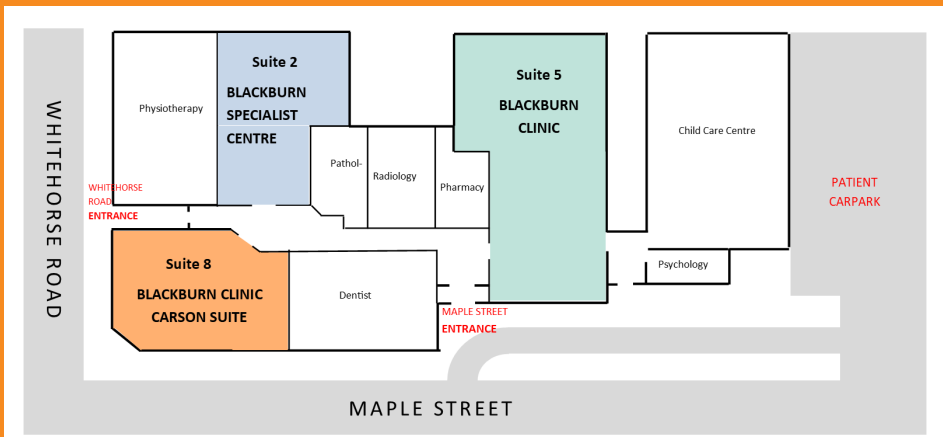 WHITEHORSE ROAD
Physiotherapy
Suite 2
BLACKBURN
SPECIALIST
CENTRE
Pathol-
Radiology
Pharmacy
Suite 5
BLACKBURN
CLINIC
Child Care Centre
PATIENT
CARPARK
WHITEHORSE
ROAD
ENTRANCE
Suite 8
BLACKBURN CLINIC
CARSON SUITE
Dentist
Psychology
MAPLE STREET
ENTRANCE
MAPLE STREET